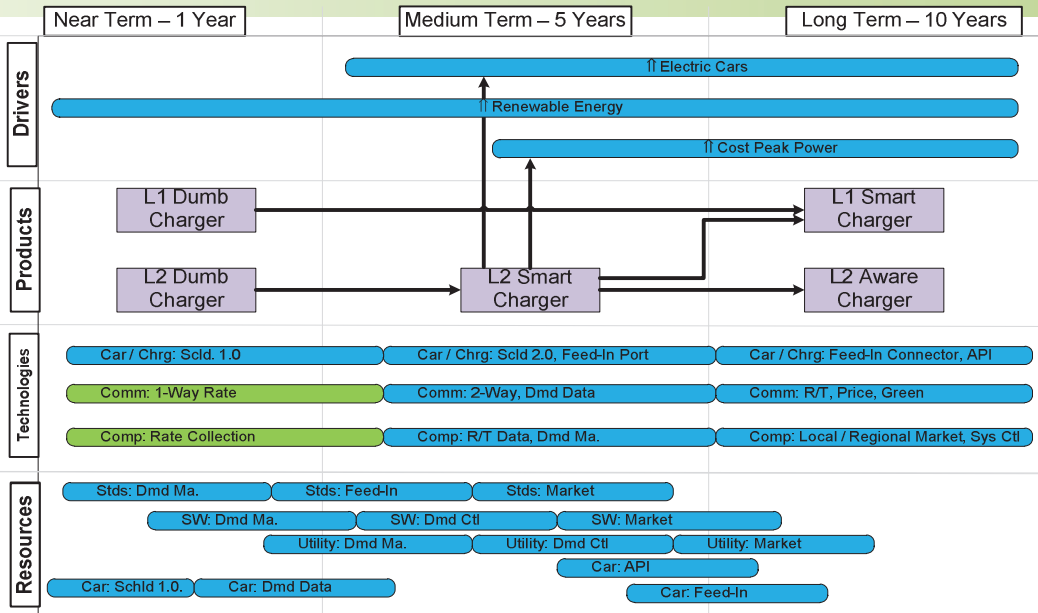 Near Term – 1 Year
Medium Term – 5 Years
Long Term – 10 Years
Drivers
⇑ Electric Cars
⇑ Renewable Energy
⇑ Cost Peak Power
Products
L1 Dumb
Charger
L1 Smart
Charger
L2 Dumb
Charger
L2 Smart
Charger
L2 Aware
Charger
Technologies
Car / Chrg: Scld. 1.0
Car / Chrg: Scld 2.0, Feed-In Port
Car / Chrg: Feed-In Connector, API
Comm: 1-Way Rate
Comm: 2-Way, Dmd Data
Comm: R/T, Price, Green
Comp: Rate Collection
Comp: R/T Data, Dmd Ma.
Comp: Local / Regional Market, Sys Ctl
Resources
Stds: Dmd Ma.
Stds: Feed-In
Stds: Market
SW: Dmd Ma.
SW: Dmd Ctl
SW: Market
Utility: Dmd Ma.
Utility: Dmd Ctl
Utility: Market
Car: API
Car: Schld 1.0.
Car: Dmd Data
Car: Feed-In